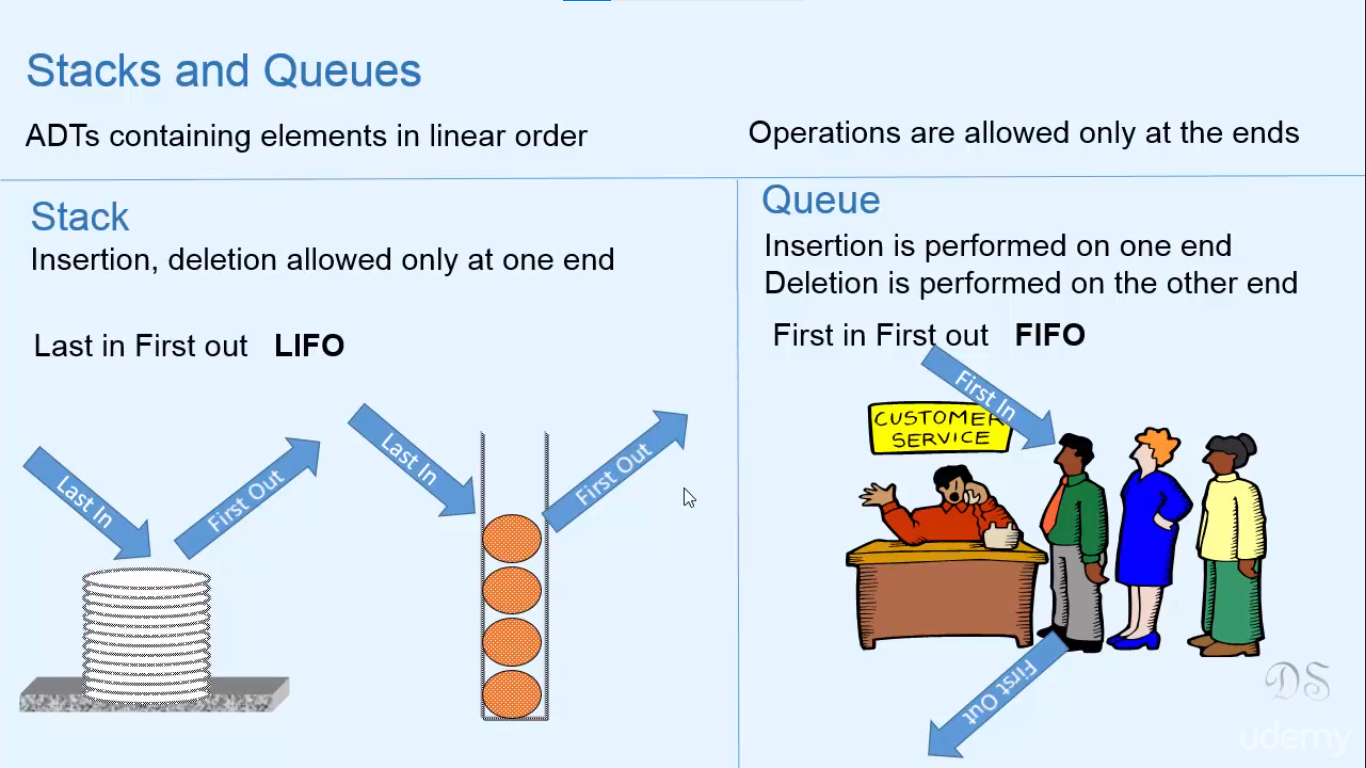 Stacks and Queues
ADTs containing elements in linear order
Operations are allowed only at the ends
Stack
Insertion, deletion allowed only at one end
Last in First out LIFO
Last In
First Out
Last In
First Out
Queue
Insertion is performed on one end
Deletion is performed on the other end
First in First out FIFO
First In
CUSTOMER
SERVICE
First Out
DS
udemy